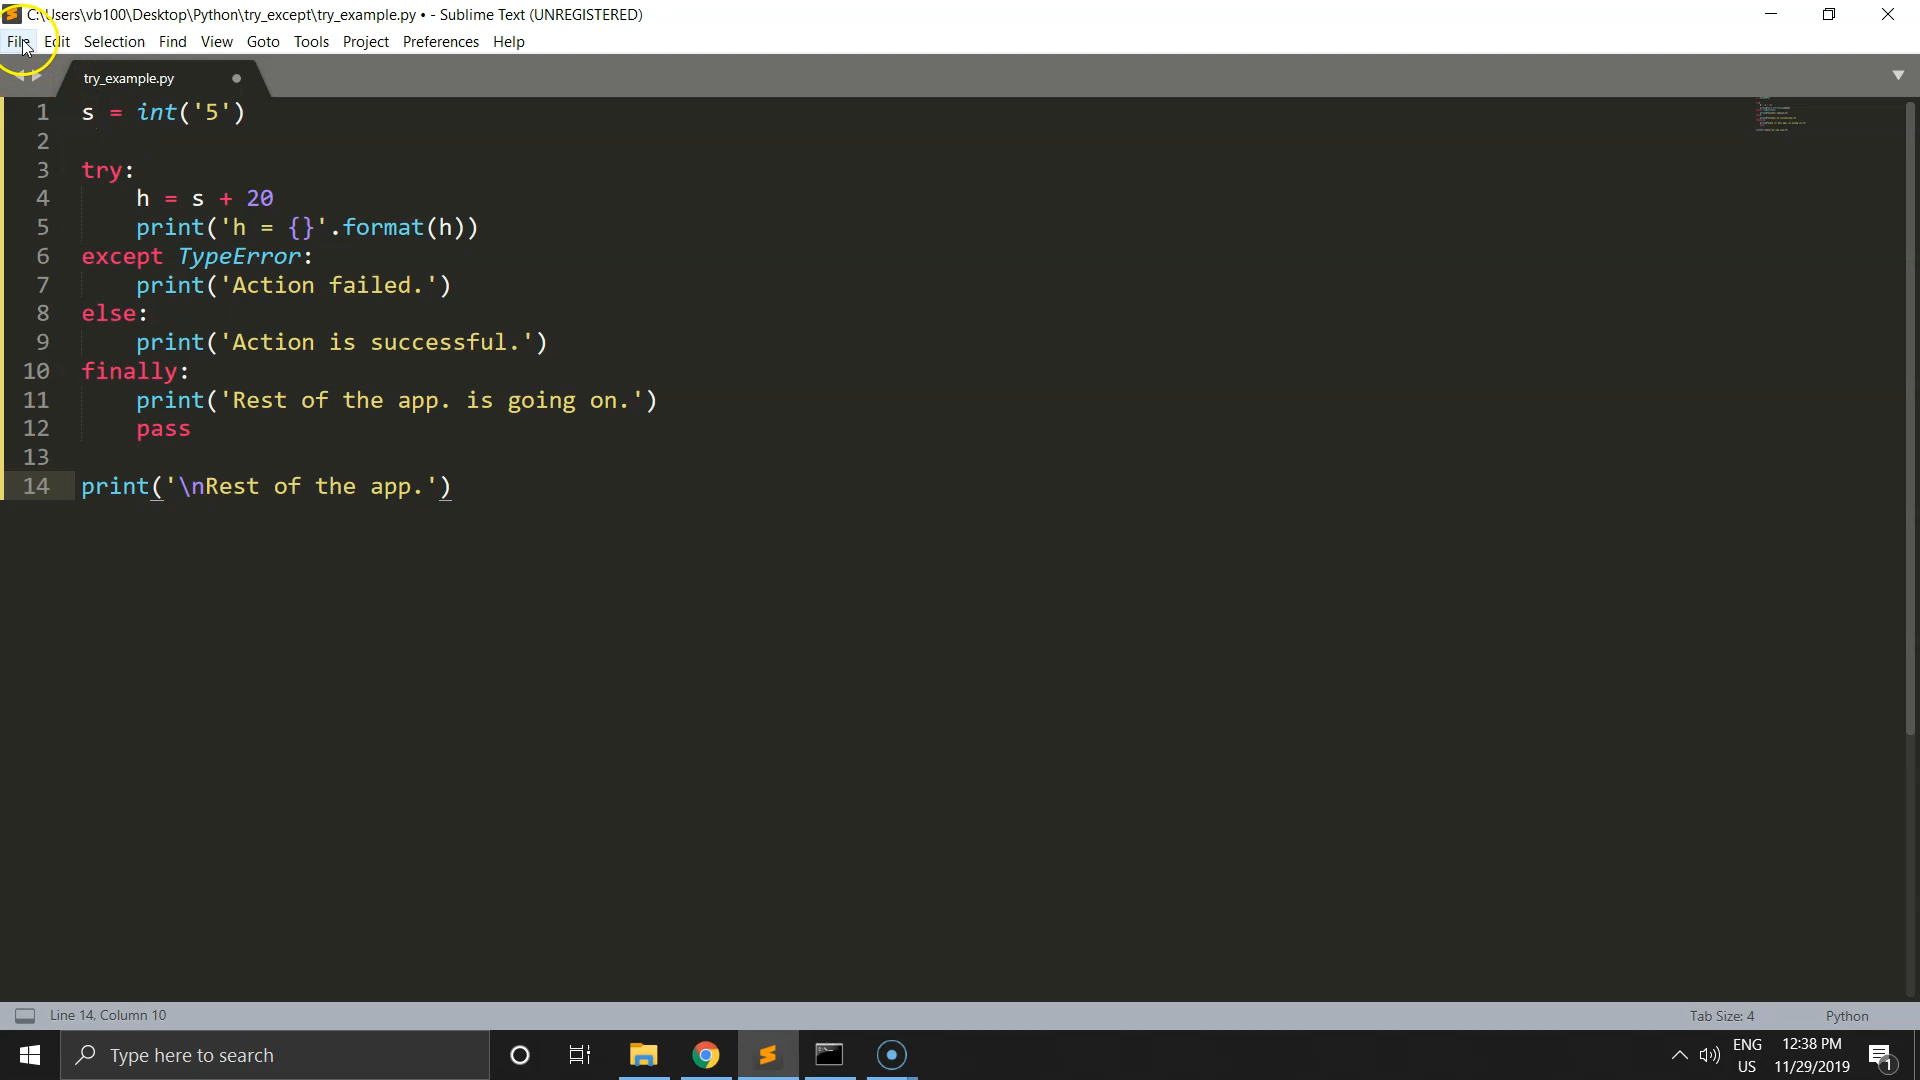 C:\Users\vb100\Desktop\Python\try_except\try_example.py • - Sublime Text (UNREGISTERED)
File Edit Selection Find View Goto Tools Project Preferences Help
try_example.py
1 s = int('5')
2
3 try:
4     h = s + 20
5     print('h = {}'.format(h))
6 except TypeError:
7     print('Action failed.')
8 else:
9     print('Action is successful.')
10 finally:
11     print('Rest of the app. is going on.')
12     pass
13
14 print('\nRest of the app.')
Line 14, Column 10 Tab Size: 4 Python
Type here to search
ENG 12:38 PM
US 11/29/2019 1